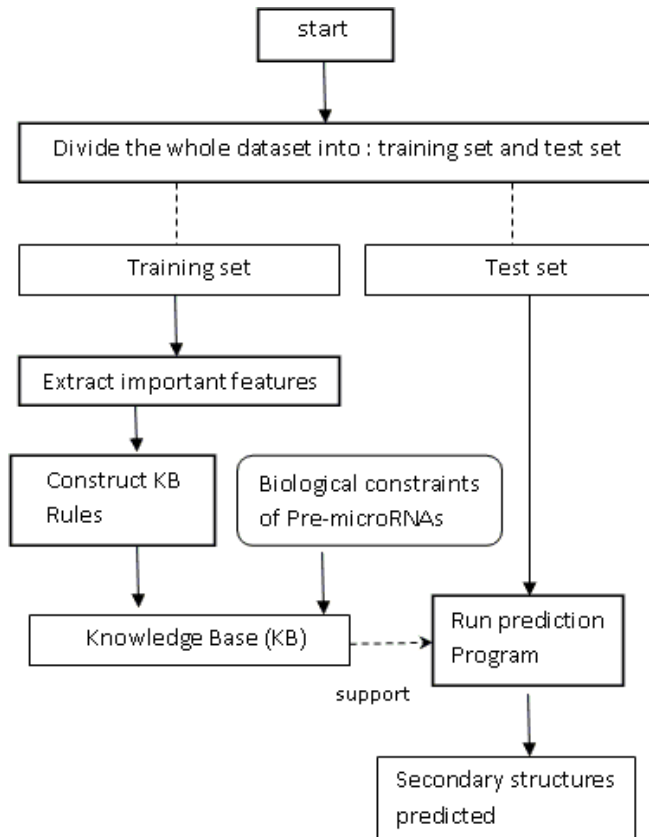 start
Divide the whole dataset into : training set and test set
Training set
Test set
Extract important features
Construct KB
Rules
Biological constraints
of Pre-microRNAs
Knowledge Base (KB)
Run prediction
Program
support
Secondary structures
predicted